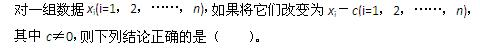 对一组数据xi(i=1，2，……，n),如果将它们改变为xi－c(i=1，2，……，n)，
其中c≠0,则下列结论正确的是（　　）。